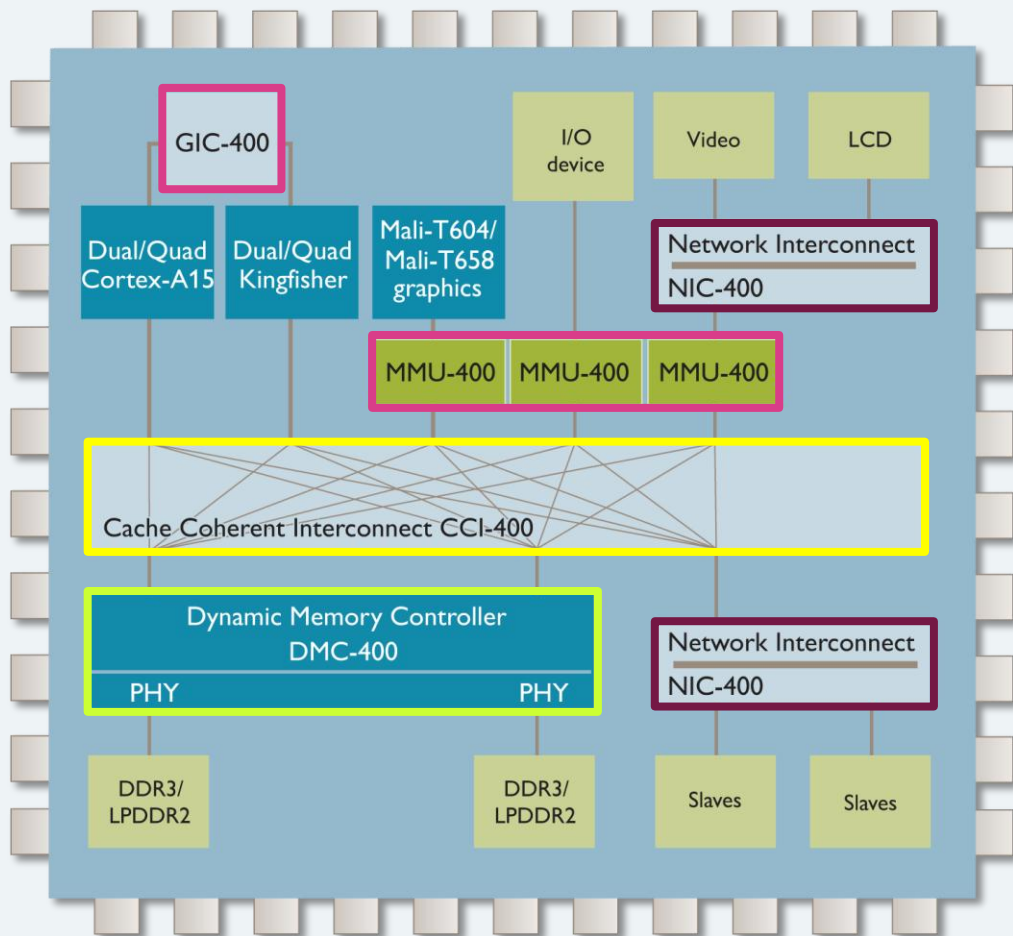 GIC-400
I/O
device
Video
LCD
Dual/Quad
Cortex-A15
Dual/Quad
Kingfisher
Mali-T604/
Mali-T658
graphics
Network Interconnect
NIC-400
MMU-400
MMU-400
MMU-400
Cache Coherent Interconnect CCI-400
Dynamic Memory Controller
DMC-400
PHY
PHY
Network Interconnect
NIC-400
DDR3/
LPDDR2
DDR3/
LPDDR2
Slaves
Slaves